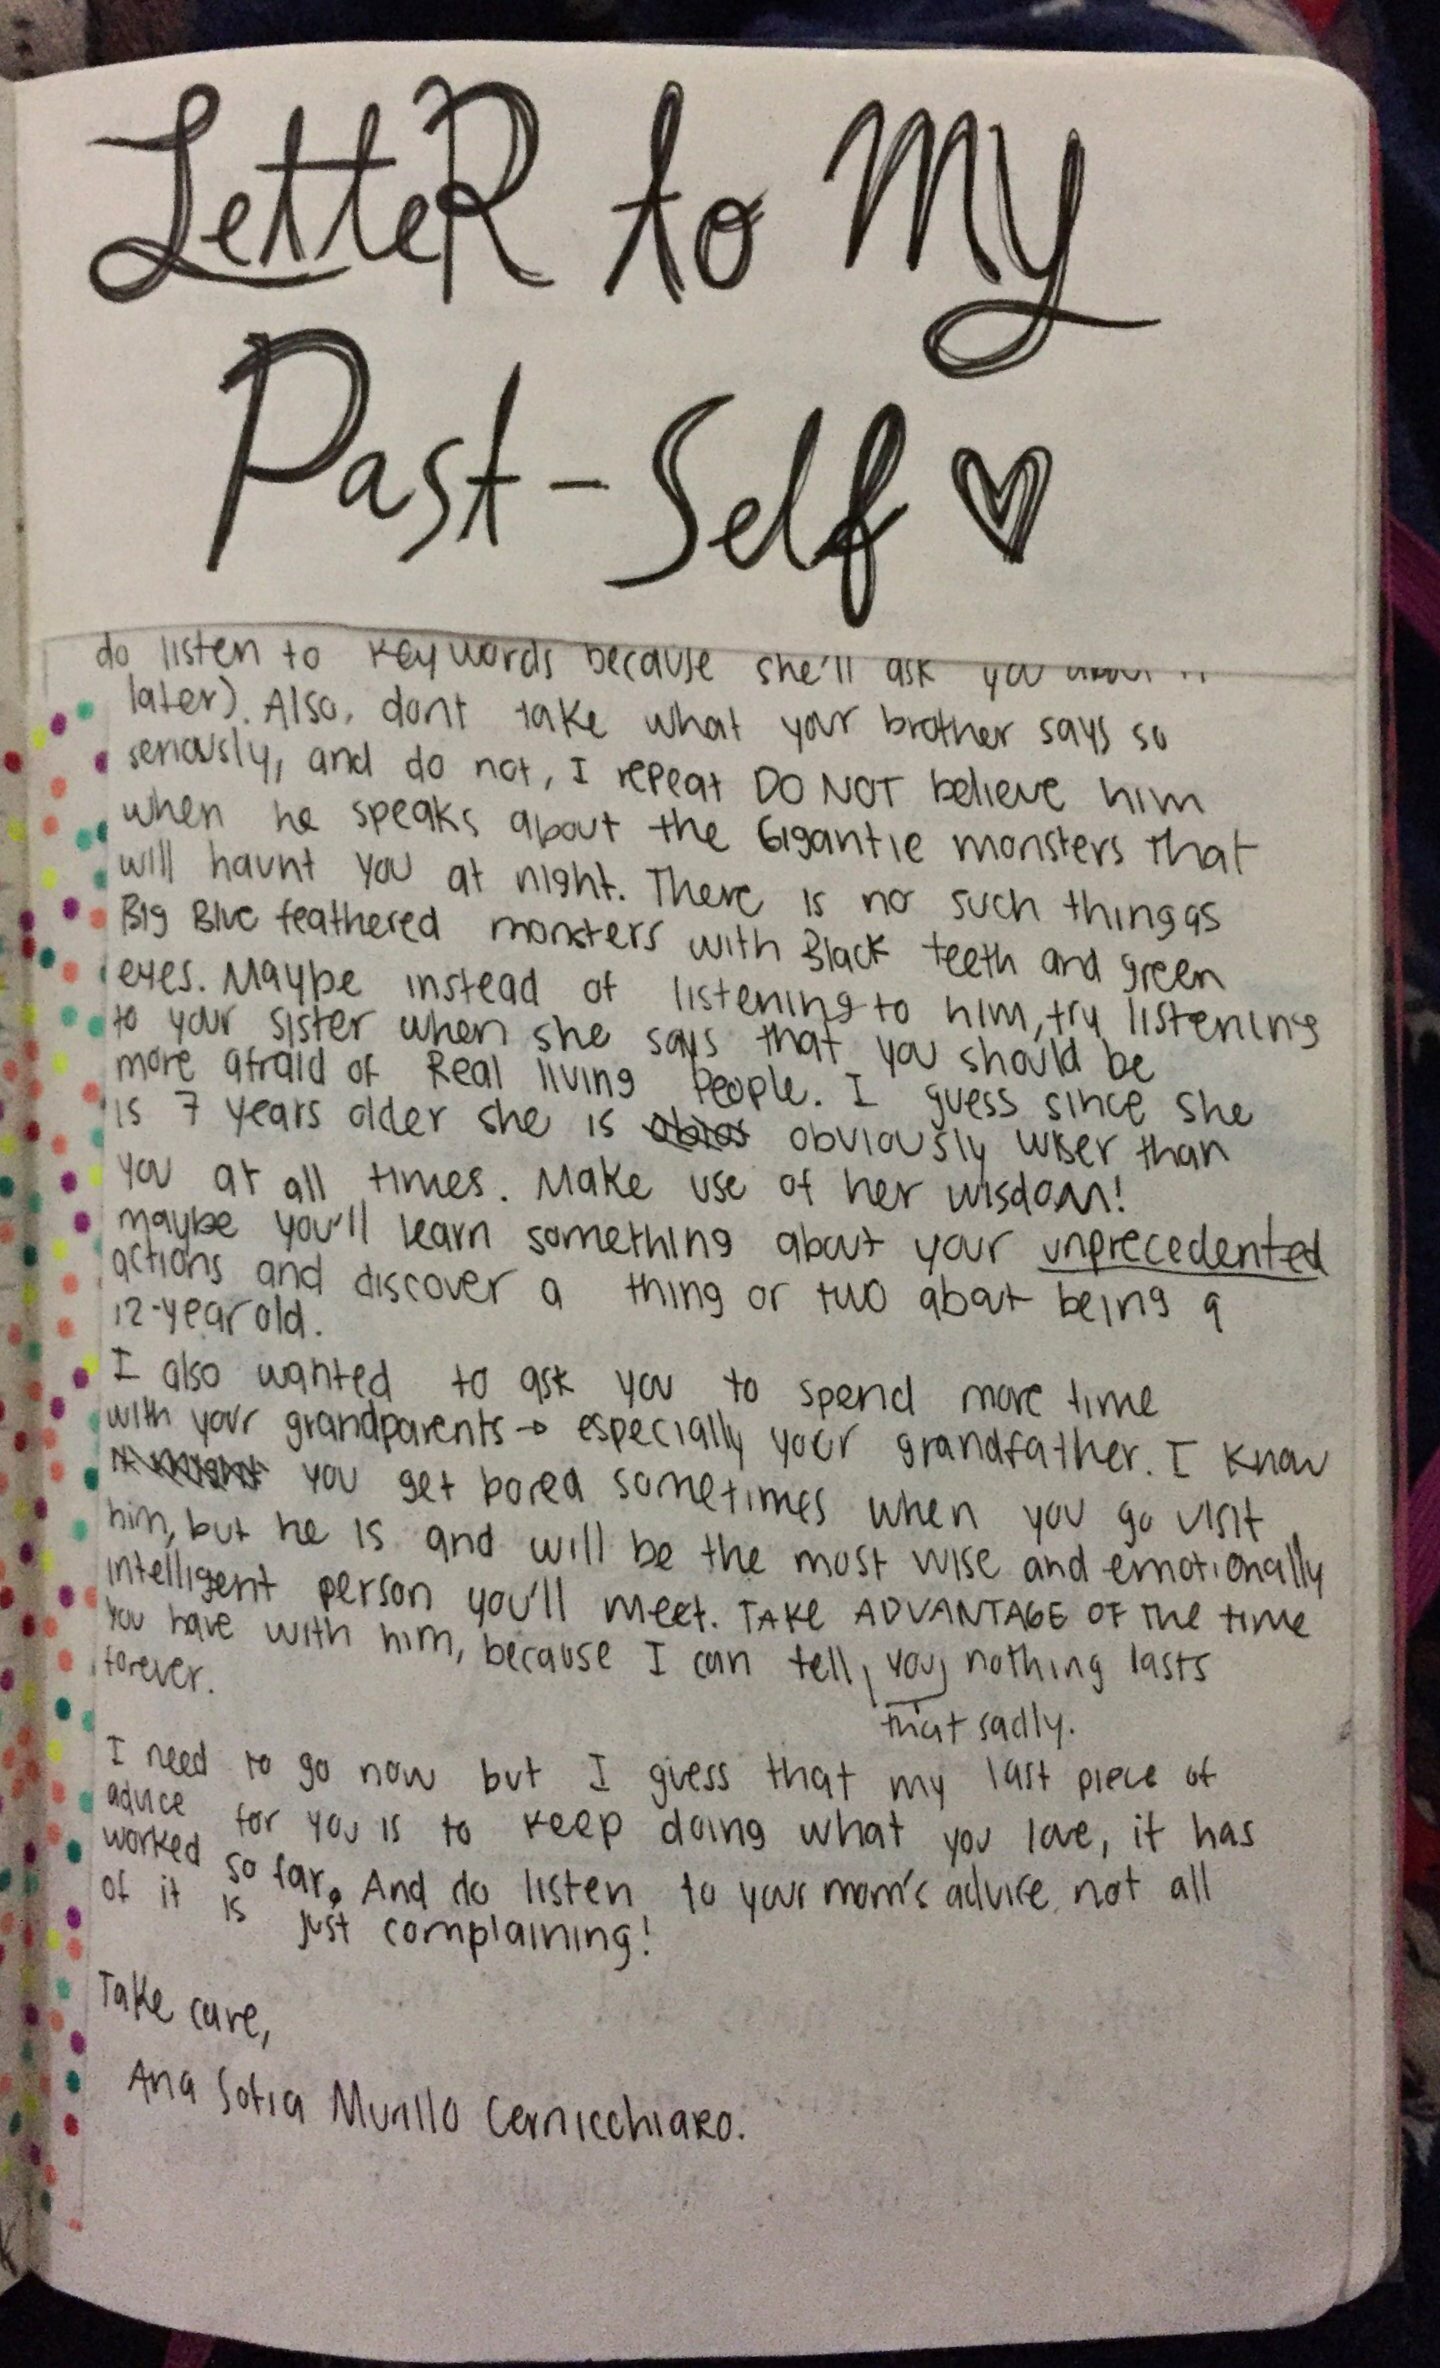 LetteR to My
Past-Self
do listen to keywords because she'll ask you about it
later). Also, dont take what your brother says so
seriously, and do not, I repeat DO NOT believe him
when he speaks about the Gigantic monsters that
will haunt you at night. There is no such thing as
Big Blue feathered monsters with Black teeth and green
eyes. Maybe instead of listening to him, try listening
to your sister when she says that you should be
more afraid of Real living People. I guess since she
is 7 years older she is obviously wiser than
you at all times. Make use of her wisdom!
maybe you'll learn something about your unprecedented
actions and discover a thing or two about being a
12-year old.
I also wanted to ask you to spend more time
with your grandparents → especially your grandfather. I know
you get bored sometimes when you go visit
him, but he is and will be the most wise and emotionally
intelligent person you'll meet. TAKE ADVANTAGE OF THE time
you have with him, because I can tell you nothing lasts
forever.
that sadly.
I need to go now but I guess that my last piece of
advice for you is to keep doing what you love, it has
worked so far. And do listen to your mom's advice, not all
of it is just complaining!
Take care,
Ana Sofia Murillo CernicchiaRo.